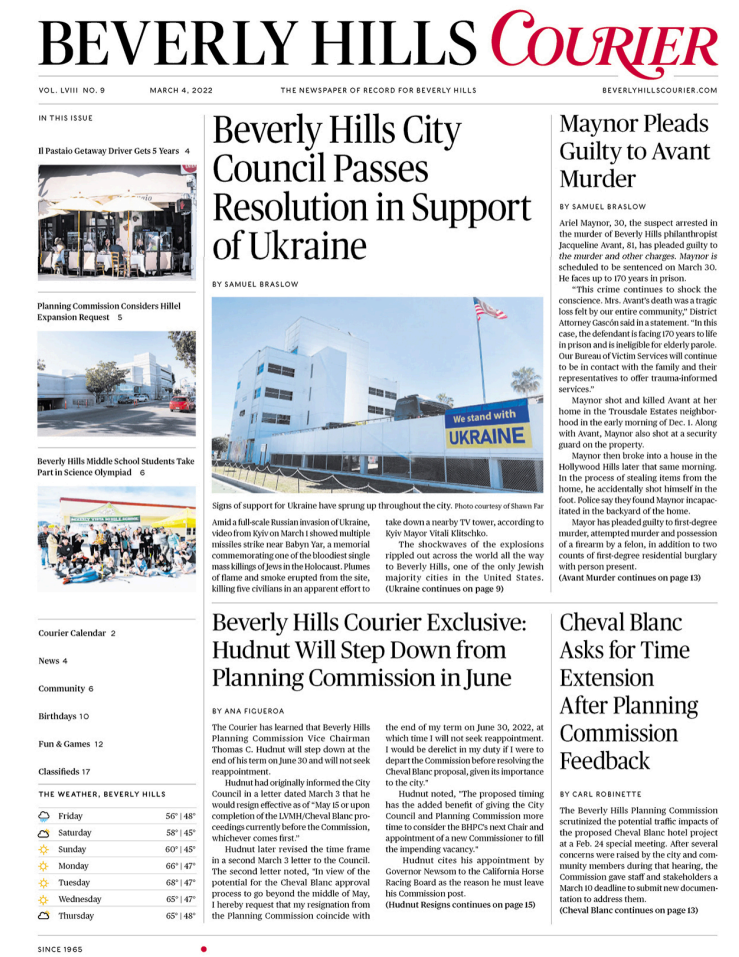 BEVERLY HILLS COURIER
VOL. LVIII NO. 9 MARCH 4, 2022 THE NEWSPAPER OF RECORD FOR BEVERLY HILLS BEVERLYHILLSCOURIER.COM
IN THIS ISSUE
Il Pastaio Getaway Driver Gets 5 Years 4
Planning Commission Considers Hillel
Expansion Request 5
Beverly Hills Middle School Students Take
Part in Science Olympiad 6
Courier Calendar 2
News 4
Community 6
Birthdays 10
Fun & Games 12
Classifieds 17
THE WEATHER, BEVERLY HILLS
Friday 56° | 48°
Saturday 58° | 45°
Sunday 60° | 45°
Monday 66° | 47°
Tuesday 68° | 47°
Wednesday 65° | 47°
Thursday 65° | 48°
Beverly Hills City
Council Passes
Resolution in Support
of Ukraine
BY SAMUEL BRASLOW
We stand with
UKRAINE
Signs of support for Ukraine have sprung up throughout the city. Photo courtesy of Shawn Far
Amid a full-scale Russian invasion of Ukraine,
video from Kyiv on March 1 showed multiple
missiles strike near Babyn Yar, a memorial
commemorating one of the bloodiest single
mass killings of Jews in the Holocaust. Plumes
of flame and smoke erupted from the site,
killing five civilians in an apparent effort to
take down a nearby TV tower, according to
Kyiv Mayor Vitali Klitschko.
The shockwaves of the explosions
rippled out across the world all the way
to Beverly Hills, one of the only Jewish
majority cities in the United States.
(Ukraine continues on page 9)
Maynor Pleads
Guilty to Avant
Murder
BY SAMUEL BRASLOW
Ariel Maynor, 30, the suspect arrested in
the murder of Beverly Hills philanthropist
Jacqueline Avant, 81, has pleaded guilty to
the murder and other charges. Maynor is
scheduled to be sentenced on March 30.
He faces up to 170 years in prison.
“This crime continues to shock the
conscience. Mrs. Avant’s death was a tragic
loss felt by our entire community,” District
Attorney Gascón said in a statement. “In this
case, the defendant is facing 170 years to life
in prison and is ineligible for elderly parole.
Our Bureau of Victim Services will continue
to be in contact with the family and their
representatives to offer trauma-informed
services.”
Maynor shot and killed Avant at her
home in the Trousdale Estates neighbor-
hood in the early morning of Dec. 1. Along
with Avant, Maynor also shot at a security
guard on the property.
Maynor then broke into a house in the
Hollywood Hills later that same morning.
In the process of stealing items from the
home, he accidentally shot himself in the
foot. Police say they found Maynor incapac-
itated in the backyard of the home.
Mayor has pleaded guilty to first-degree
murder, attempted murder and possession
of a firearm by a felon, in addition to two
counts of first-degree residential burglary
with person present.
(Avant Murder continues on page 13)
Beverly Hills Courier Exclusive:
Hudnut Will Step Down from
Planning Commission in June
BY ANA FIGUEROA
The Courier has learned that Beverly Hills
Planning Commission Vice Chairman
Thomas C. Hudnut will step down at the
end of his term on June 30 and will not seek
reappointment.
Hudnut had originally informed the City
Council in a letter dated March 3 that he
would resign effective as of “May 15 or upon
completion of the LVMH/Cheval Blanc pro-
ceedings currently before the Commission,
whichever comes first.”
Hudnut later revised the time frame
in a second March 3 letter to the Council.
The second letter noted, "In view of the
potential for the Cheval Blanc approval
process to go beyond the middle of May,
I hereby request that my resignation from
the Planning Commission coincide with
the end of my term on June 30, 2022, at
which time I will not seek reappointment.
I would be derelict in my duty if I were to
depart the Commission before resolving the
Cheval Blanc proposal, given its importance
to the city."
Hudnut noted, "The proposed timing
has the added benefit of giving the City
Council and Planning Commission more
time to consider the BHPC's next Chair and
appointment of a new Commissioner to fill
the impending vacancy."
Hudnut cites his appointment by
Governor Newsom to the California Horse
Racing Board as the reason he must leave
his Commission post.
(Hudnut Resigns continues on page 15)
Cheval Blanc
Asks for Time
Extension
After Planning
Commission
Feedback
BY CARL ROBINETTE
The Beverly Hills Planning Commission
scrutinized the potential traffic impacts of
the proposed Cheval Blanc hotel project
at a Feb. 24 special meeting. After several
concerns were raised by the city and com-
munity members during that hearing, the
Commission gave staff and stakeholders a
March 10 deadline to submit new documen-
tation to address them.
(Cheval Blanc continues on page 13)
SINCE 1965